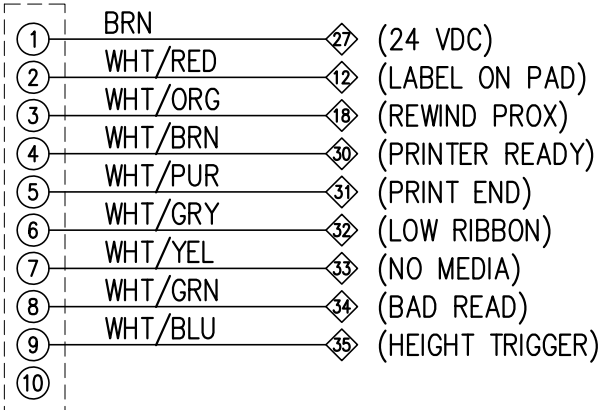 1 BRN 27 (24 VDC)
2 WHT/RED 12 (LABEL ON PAD)
3 WHT/ORG 18 (REWIND PROX)
4 WHT/BRN 30 (PRINTER READY)
5 WHT/PUR 31 (PRINT END)
6 WHT/GRY 32 (LOW RIBBON)
7 WHT/YEL 33 (NO MEDIA)
8 WHT/GRN 34 (BAD READ)
9 WHT/BLU 35 (HEIGHT TRIGGER)
10